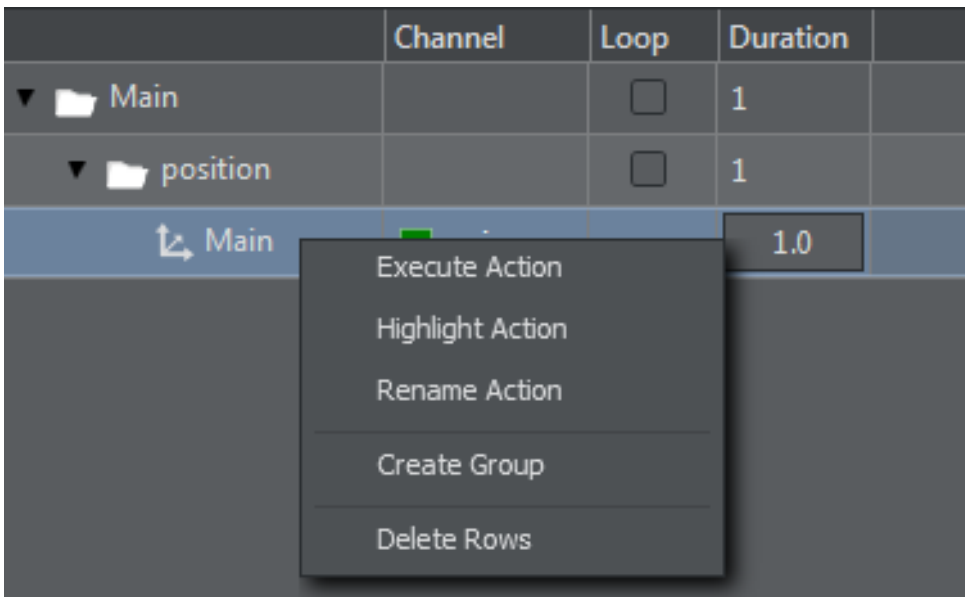 Channel Loop Duration
Main 1
position 1
Main 1.0
Execute Action
Highlight Action
Rename Action
Create Group
Delete Rows